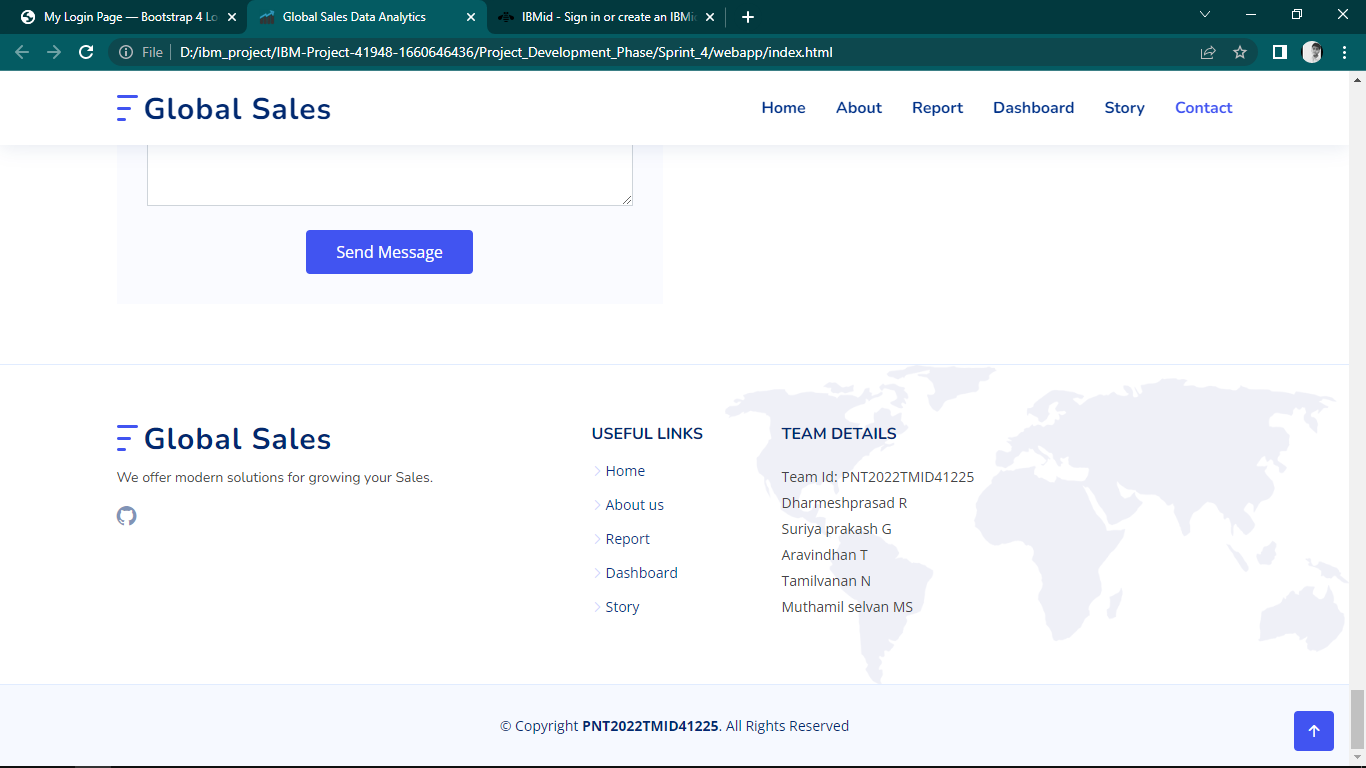 My Login Page — Bootstrap 4 Lo
Global Sales Data Analytics
IBMid - Sign in or create an IBMi
File
D:/ibm_project/IBM-Project-41948-1660646436/Project_Development_Phase/Sprint_4/webapp/index.html
Global Sales
Home About Report Dashboard Story Contact
Send Message
Global Sales
We offer modern solutions for growing your Sales.
USEFUL LINKS
Home
About us
Report
Dashboard
Story
TEAM DETAILS
Team Id: PNT2022TMID41225
Dharmeshprasad R
Suriya prakash G
Aravindhan T
Tamilvanan N
Muthamil selvan MS
© Copyright PNT2022TMID41225. All Rights Reserved